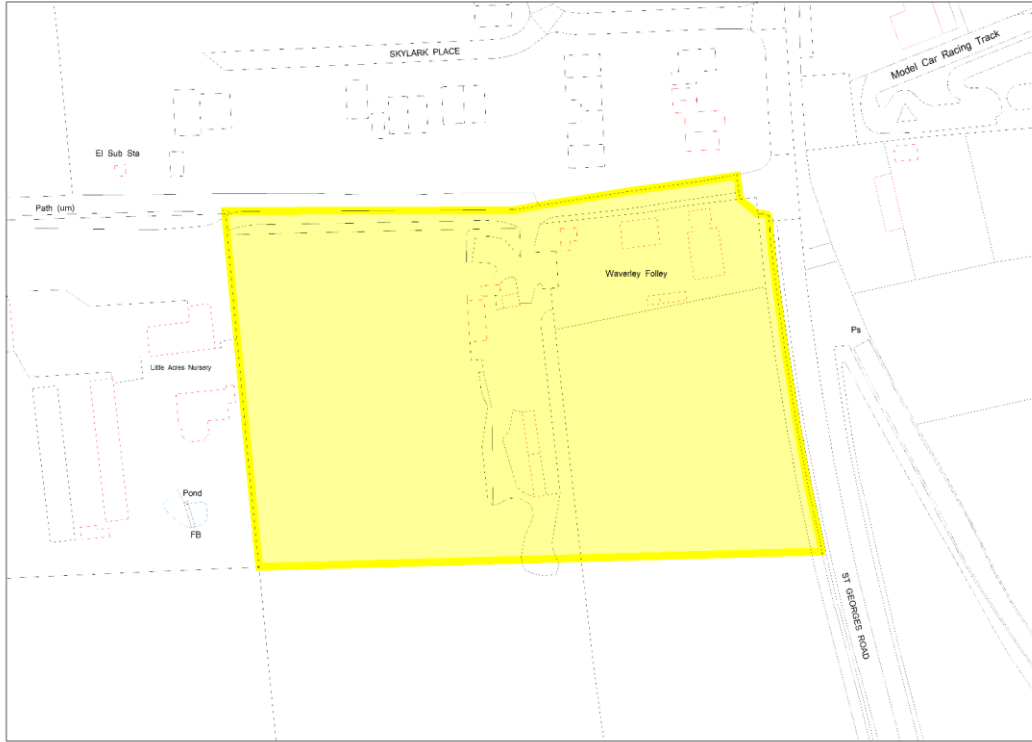 SKYLARK PLACE
Model Car Racing Track
El Sub Sta
Path (um)
Waverley Folley
Ps
Little Acres Nursery
Pond
FB
ST GEORGES ROAD